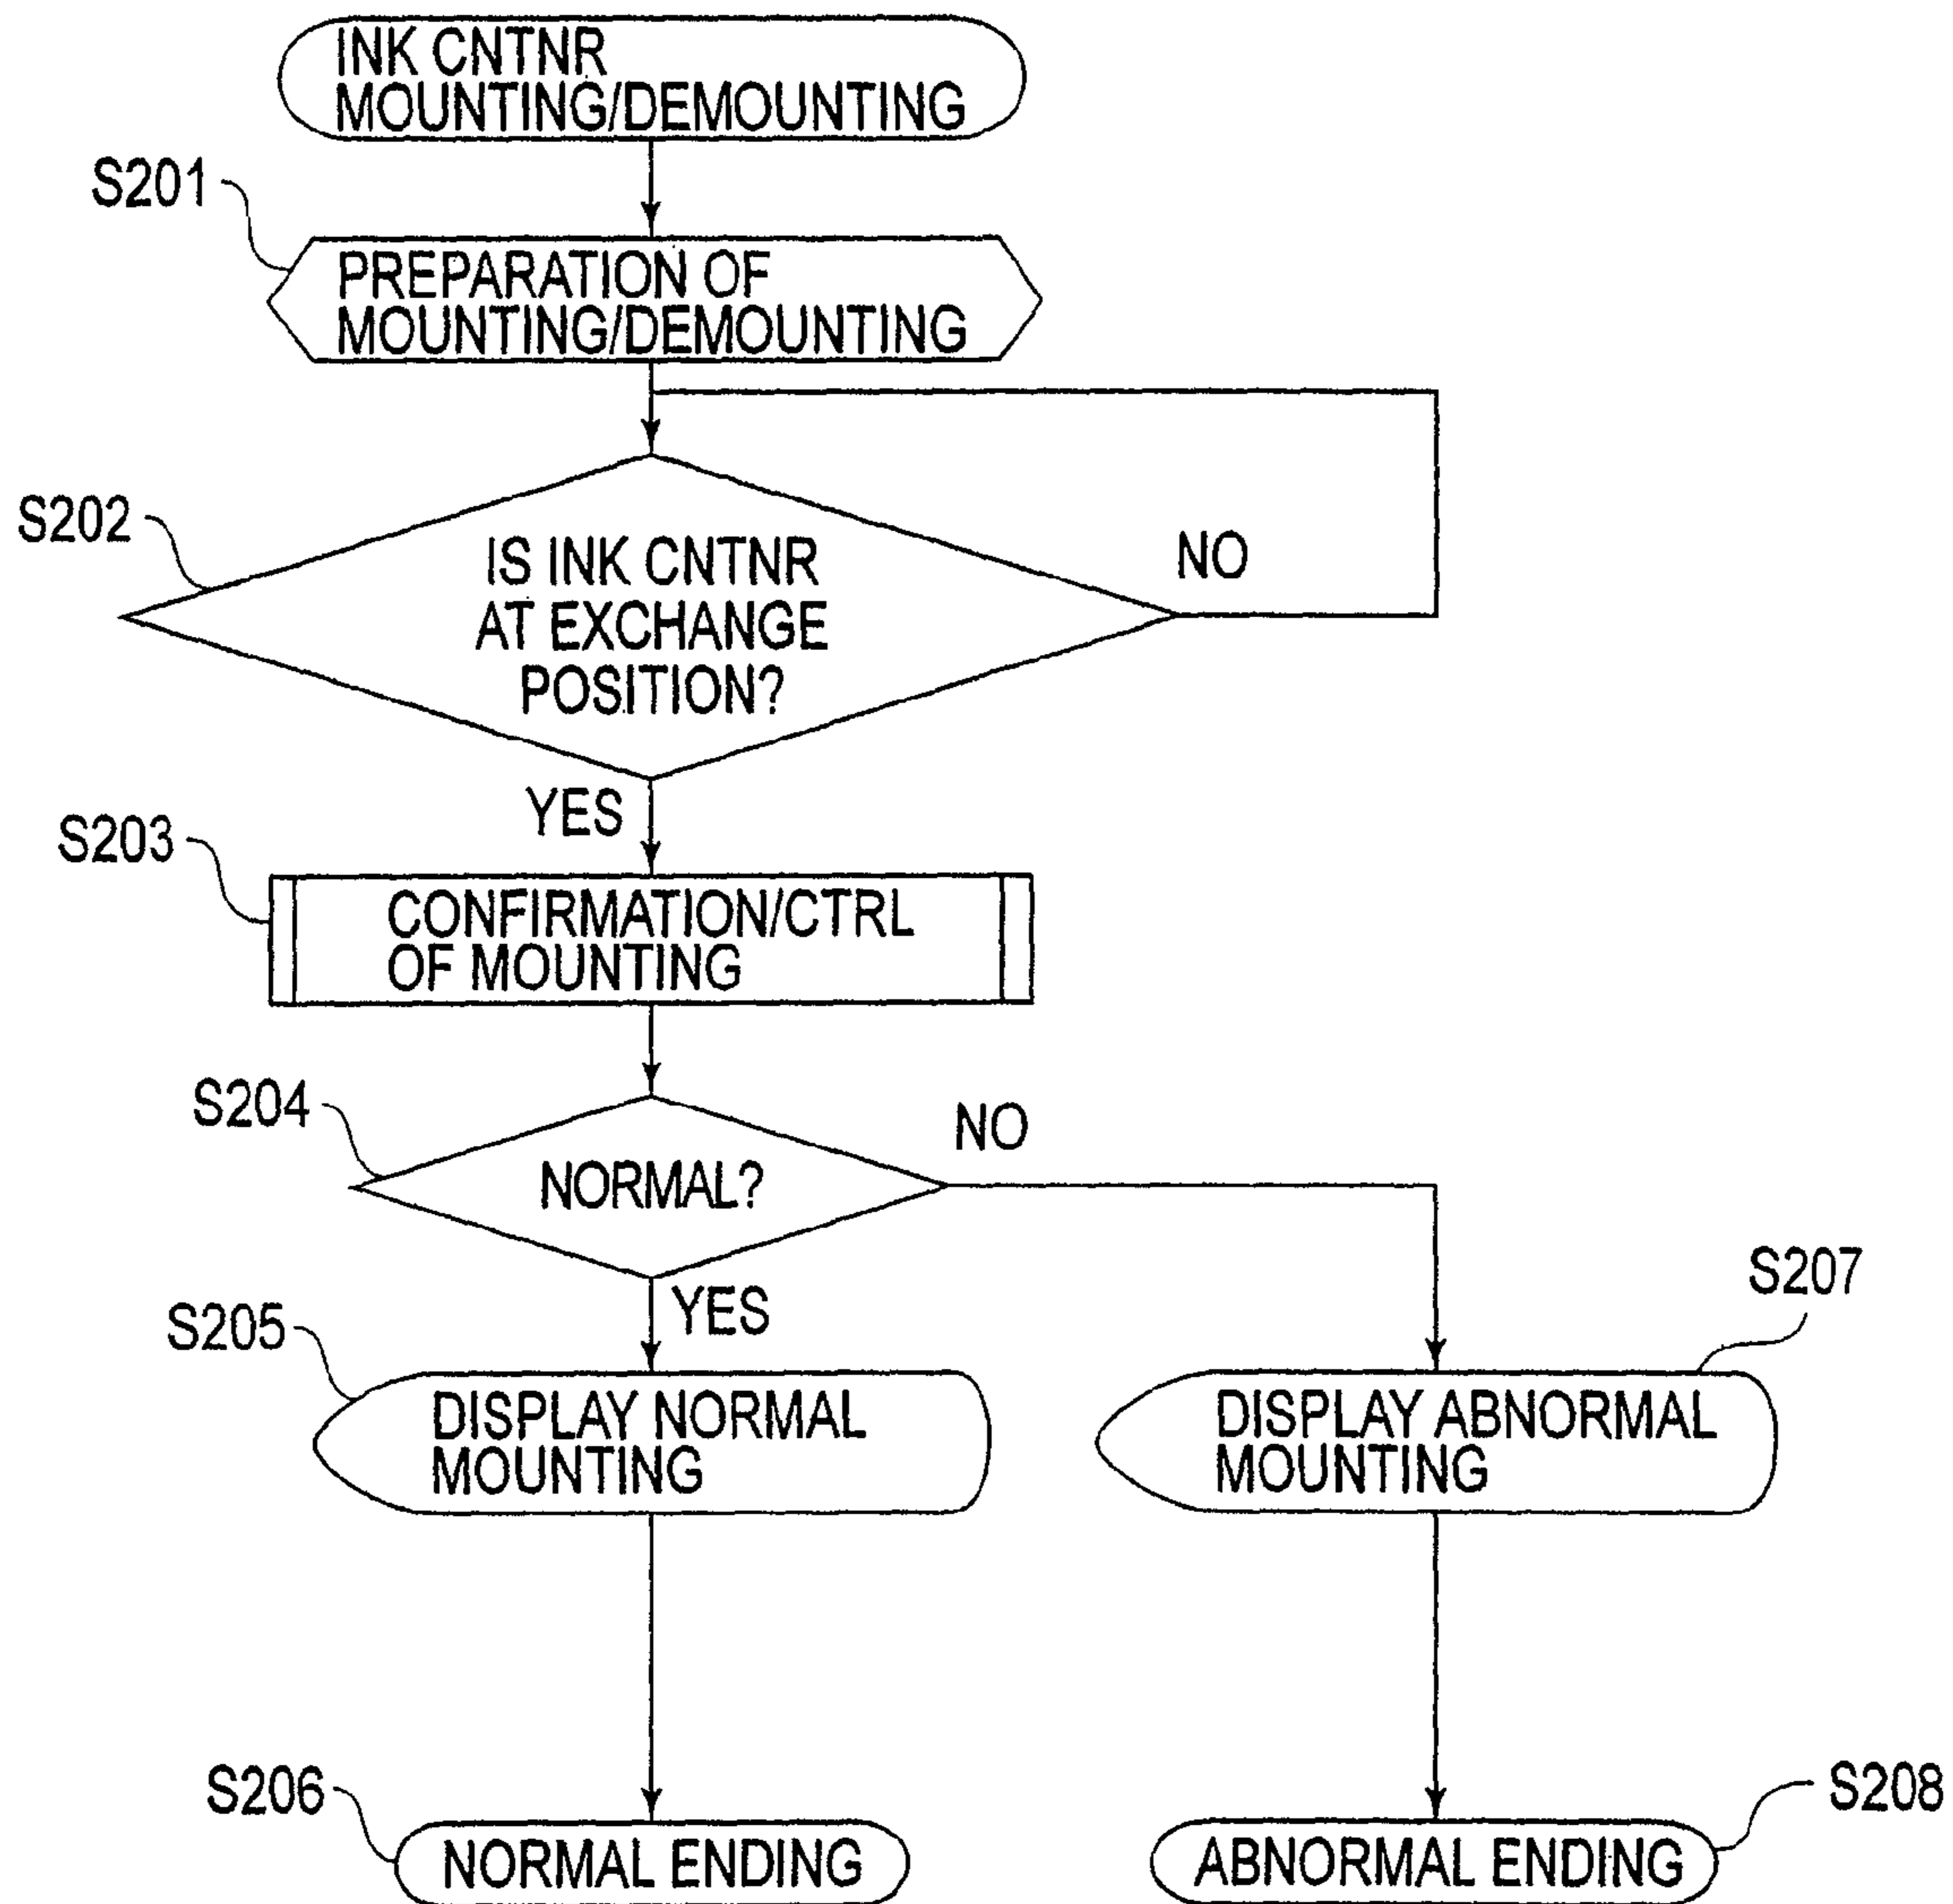 INK CNTNR
MOUNTING/DEMOUNTING
S201
PREPARATION OF
MOUNTING/DEMOUNTING
S202
IS INK CNTNR
AT EXCHANGE
POSITION?
NO
YES
S203
CONFIRMATION/CTRL
OF MOUNTING
S204
NORMAL?
NO
YES
S205
DISPLAY NORMAL
MOUNTING
S207
DISPLAY ABNORMAL
MOUNTING
S206
NORMAL ENDING
ABNORMAL ENDING
S208